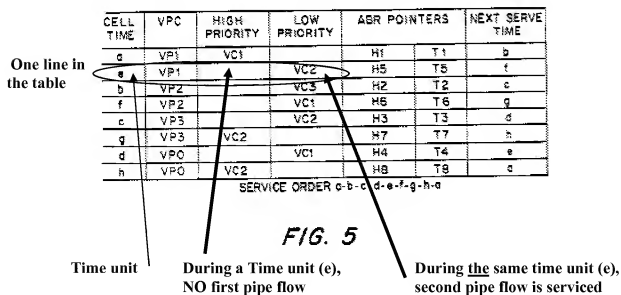 CELL TIME VPC HIGH PRIORITY LOW PRIORITY ABR POINTERS NEXT SERVE TIME
a VP1 VC1 H1 T1 b
One line in the table
e VP1 VC2 H5 T5 f
b VP2 VC3 H2 T2 c
f VP2 VC1 H6 T6 g
c VP3 VC2 H3 T3 d
g VP3 VC2 H7 T7 h
d VP0 VC1 H4 T4 e
h VP0 VC2 H8 T8 a
SERVICE ORDER a-b-c-d-e-f-g-h-a
FIG. 5
Time unit
During a Time unit (e), NO first pipe flow
During the same time unit (e), second pipe flow is serviced